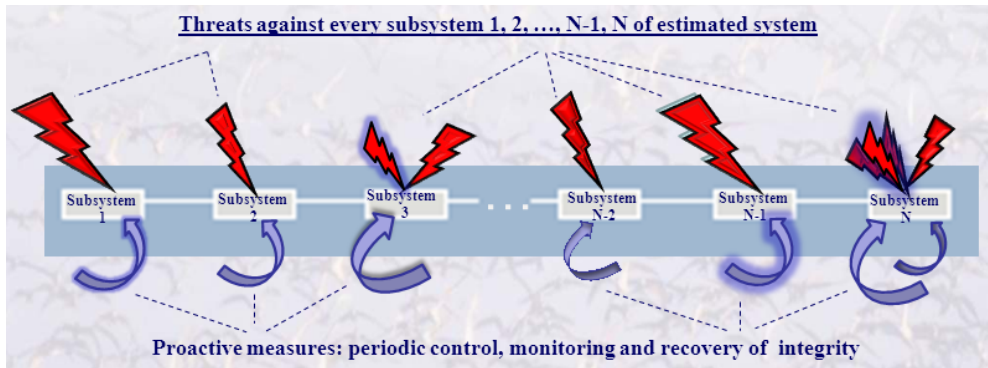 Threats against every subsystem 1, 2, …, N-1, N of estimated system
Subsystem 1
Subsystem 2
Subsystem 3
...
Subsystem N-2
Subsystem N-1
Subsystem N
Proactive measures: periodic control, monitoring and recovery of integrity